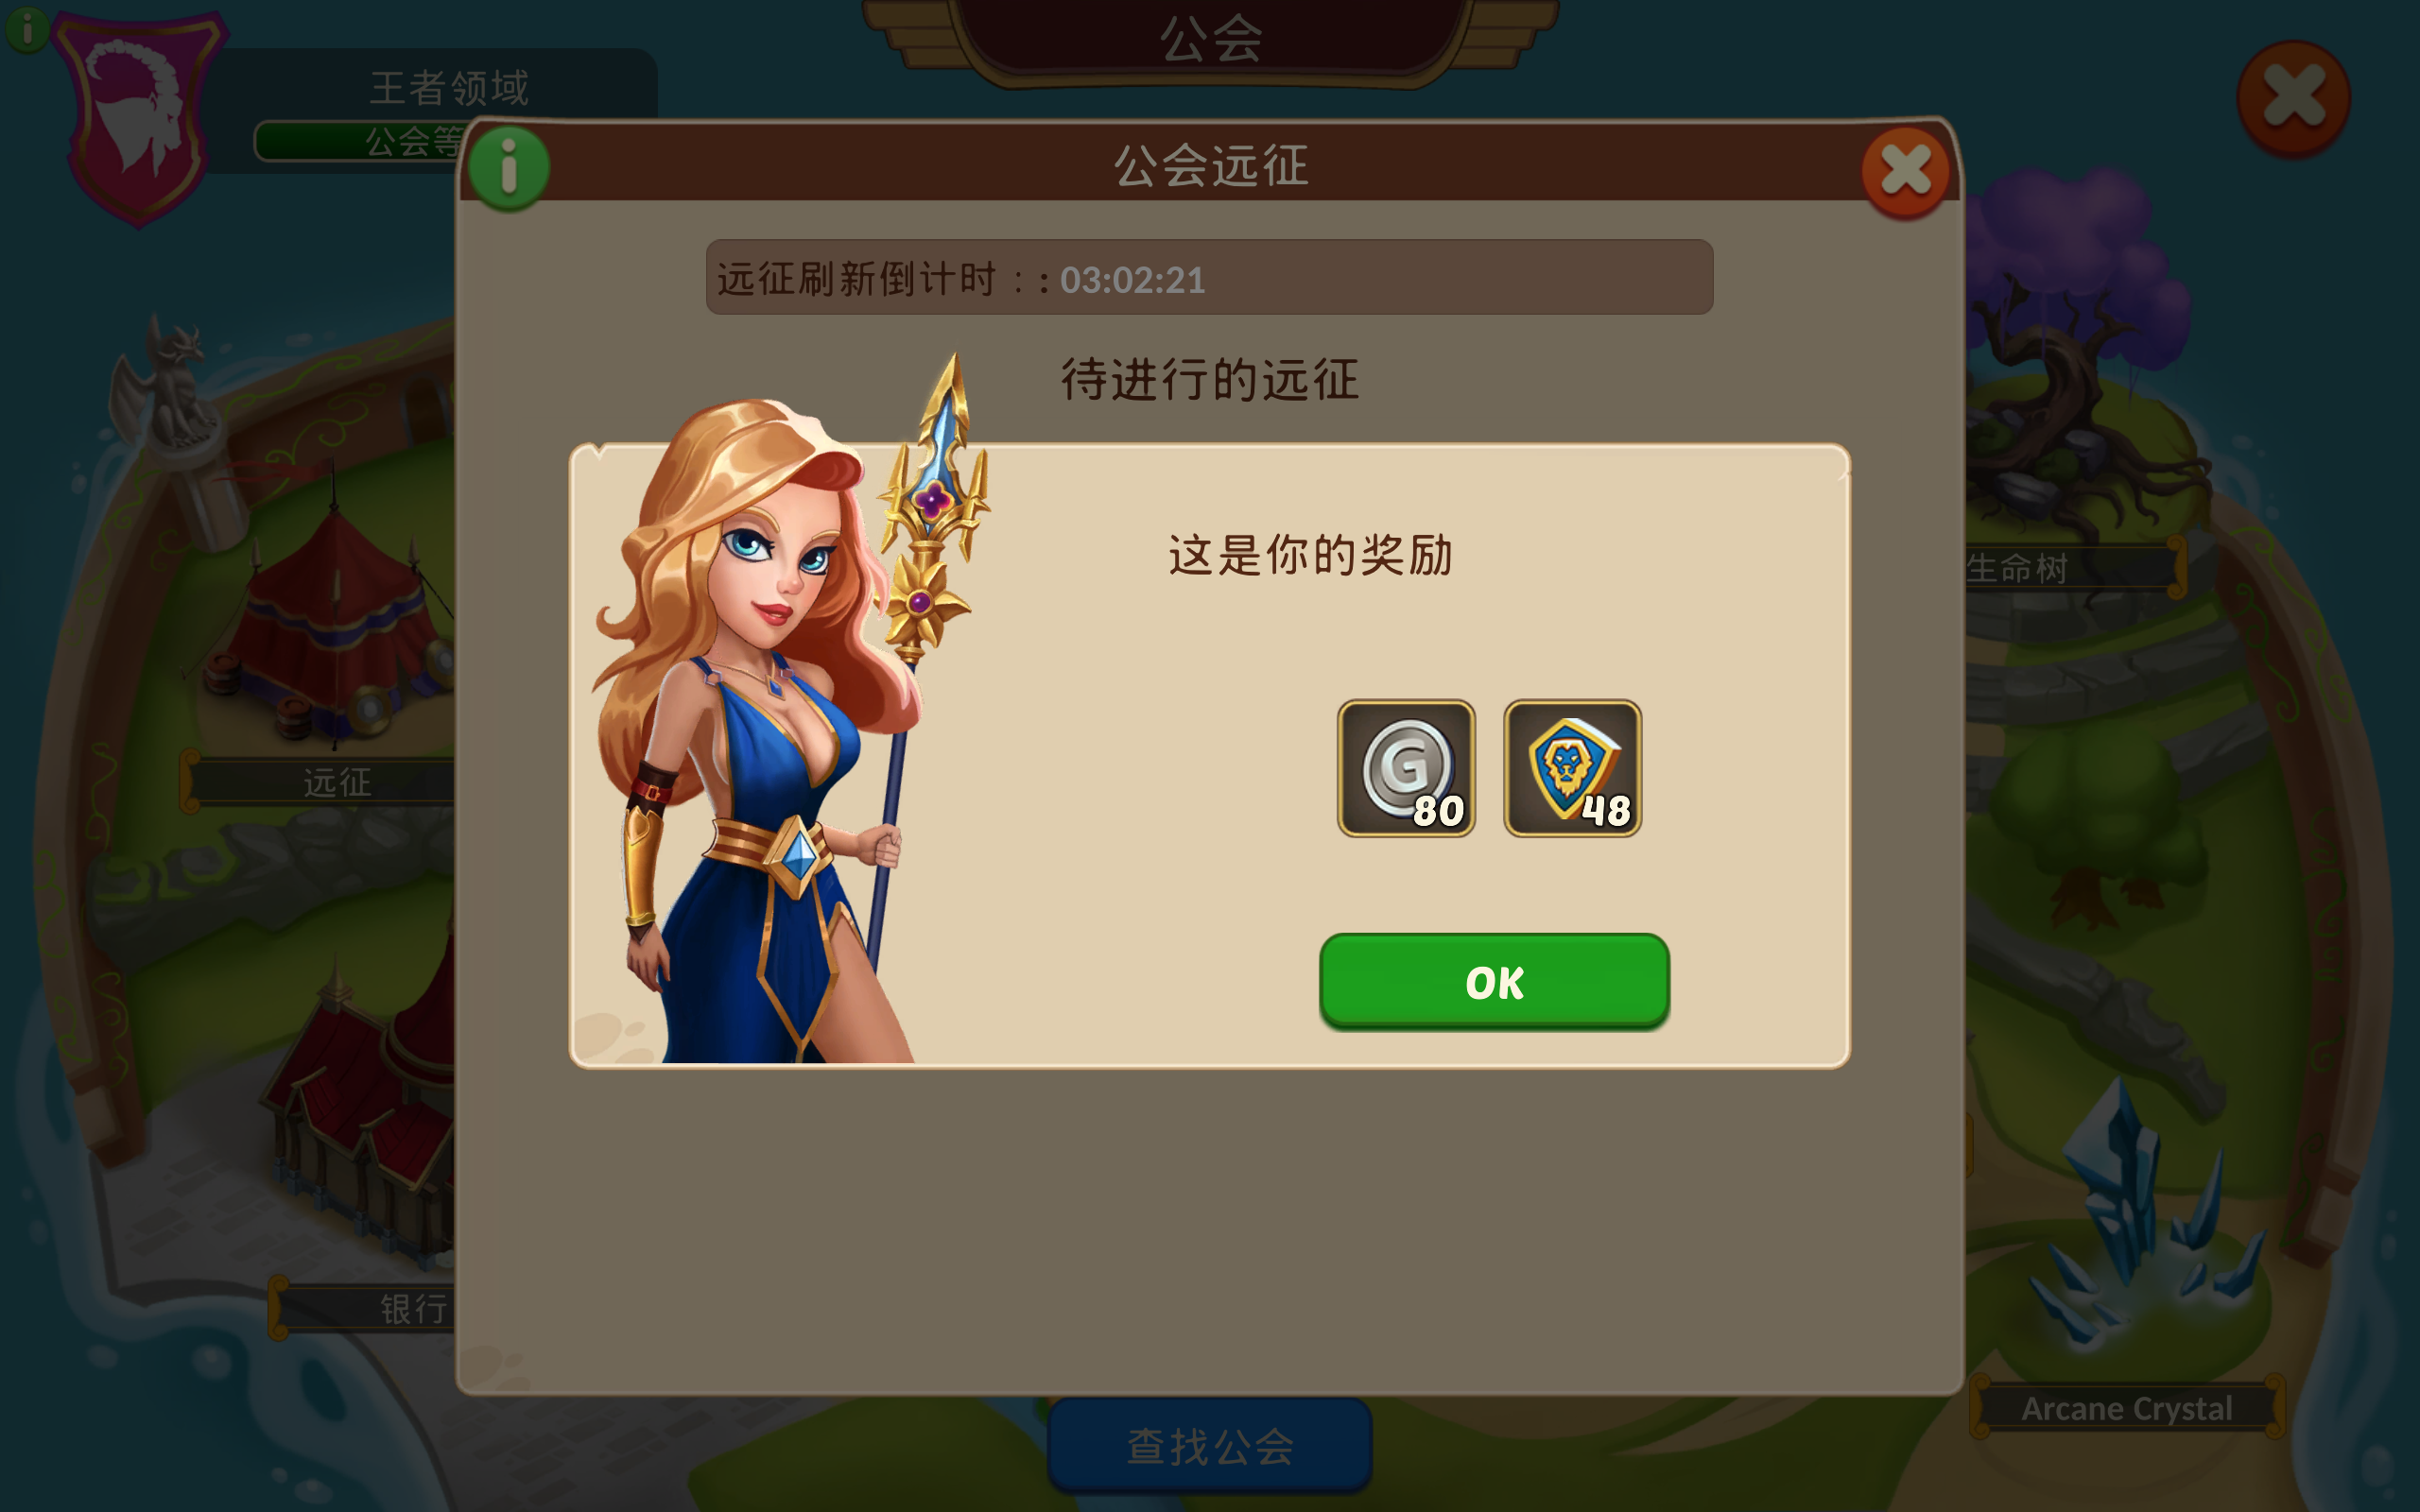 公会
王者领域
公会等
公会远征
远征刷新倒计时：: 03:02:21
待进行的远征
这是你的奖励
生命树
远征
G
80
48
OK
银行
Arcane Crystal
查找公会